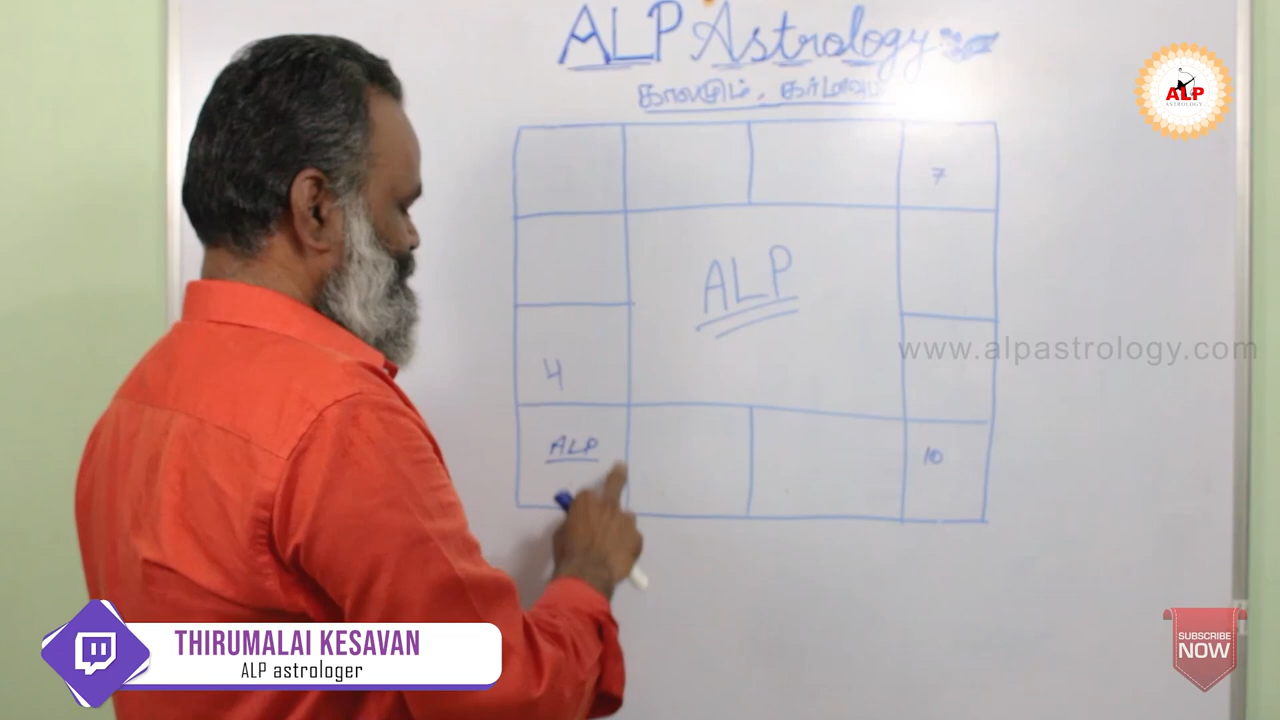 ALP Astrology
காலமும், கர்மாவும்
ALP
ASTROLOGY
7
ALP
www.alpastrology.com
4
ALP
10
THIRUMALAI KESAVAN
ALP astrologer
SUBSCRIBE
NOW